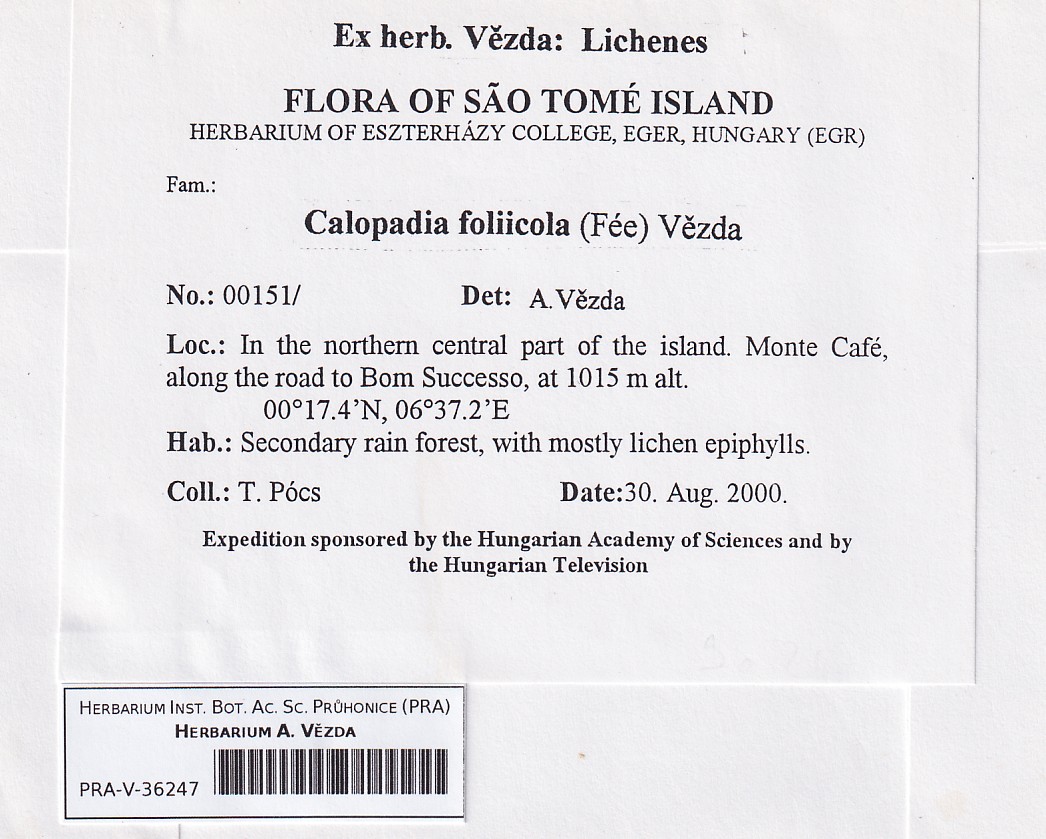 Ex herb. Vězda: Lichenes
FLORA OF SÃO TOMÉ ISLAND
HERBARIUM OF ESZTERHÁZY COLLEGE, EGER, HUNGARY (EGR)
Fam.:
Calopadia foliicola (Fée) Vězda
No.: 00151/ Det: A.Vězda
Loc.: In the northern central part of the island. Monte Café,
along the road to Bom Successo, at 1015 m alt.
00°17.4’N, 06°37.2’E
Hab.: Secondary rain forest, with mostly lichen epiphylls.
Coll.: T. Pócs Date:30. Aug. 2000.
Expedition sponsored by the Hungarian Academy of Sciences and by
the Hungarian Television
HERBARIUM INST. BOT. AC. SC. PRŮHONICE (PRA)
HERBARIUM A. VĚZDA
PRA-V-36247